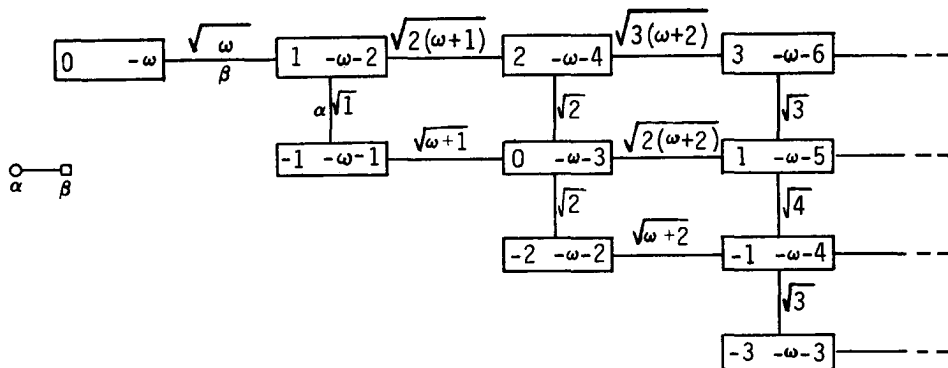 √ω √2(ω+1) √3(ω+2)
0 -ω 1 -ω-2 2 -ω-4 3 -ω-6
β
α √1 √2 √3
√ω+1 √2(ω+2)
-1 -ω-1 0 -ω-3 1 -ω-5
α β
√2 √4
√ω+2
-2 -ω-2 -1 -ω-4
√3
-3 -ω-3